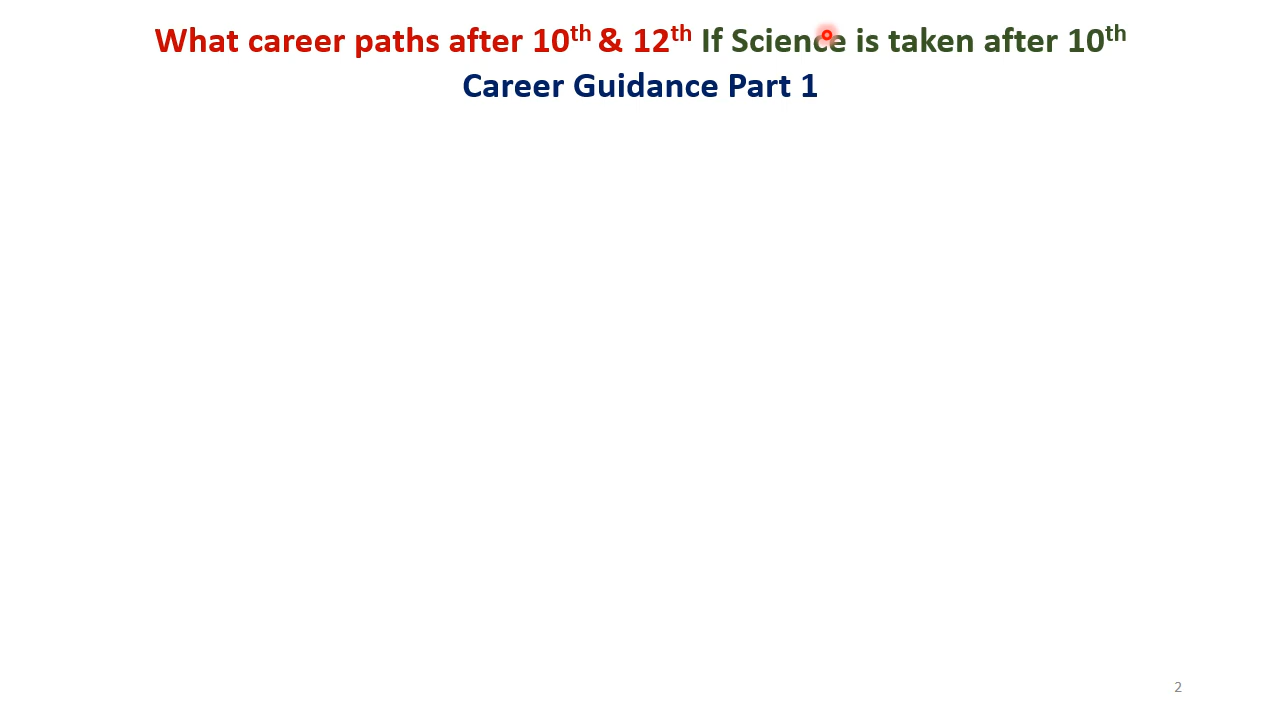 What career paths after 10th & 12th If Science is taken after 10th
Career Guidance Part 1
2